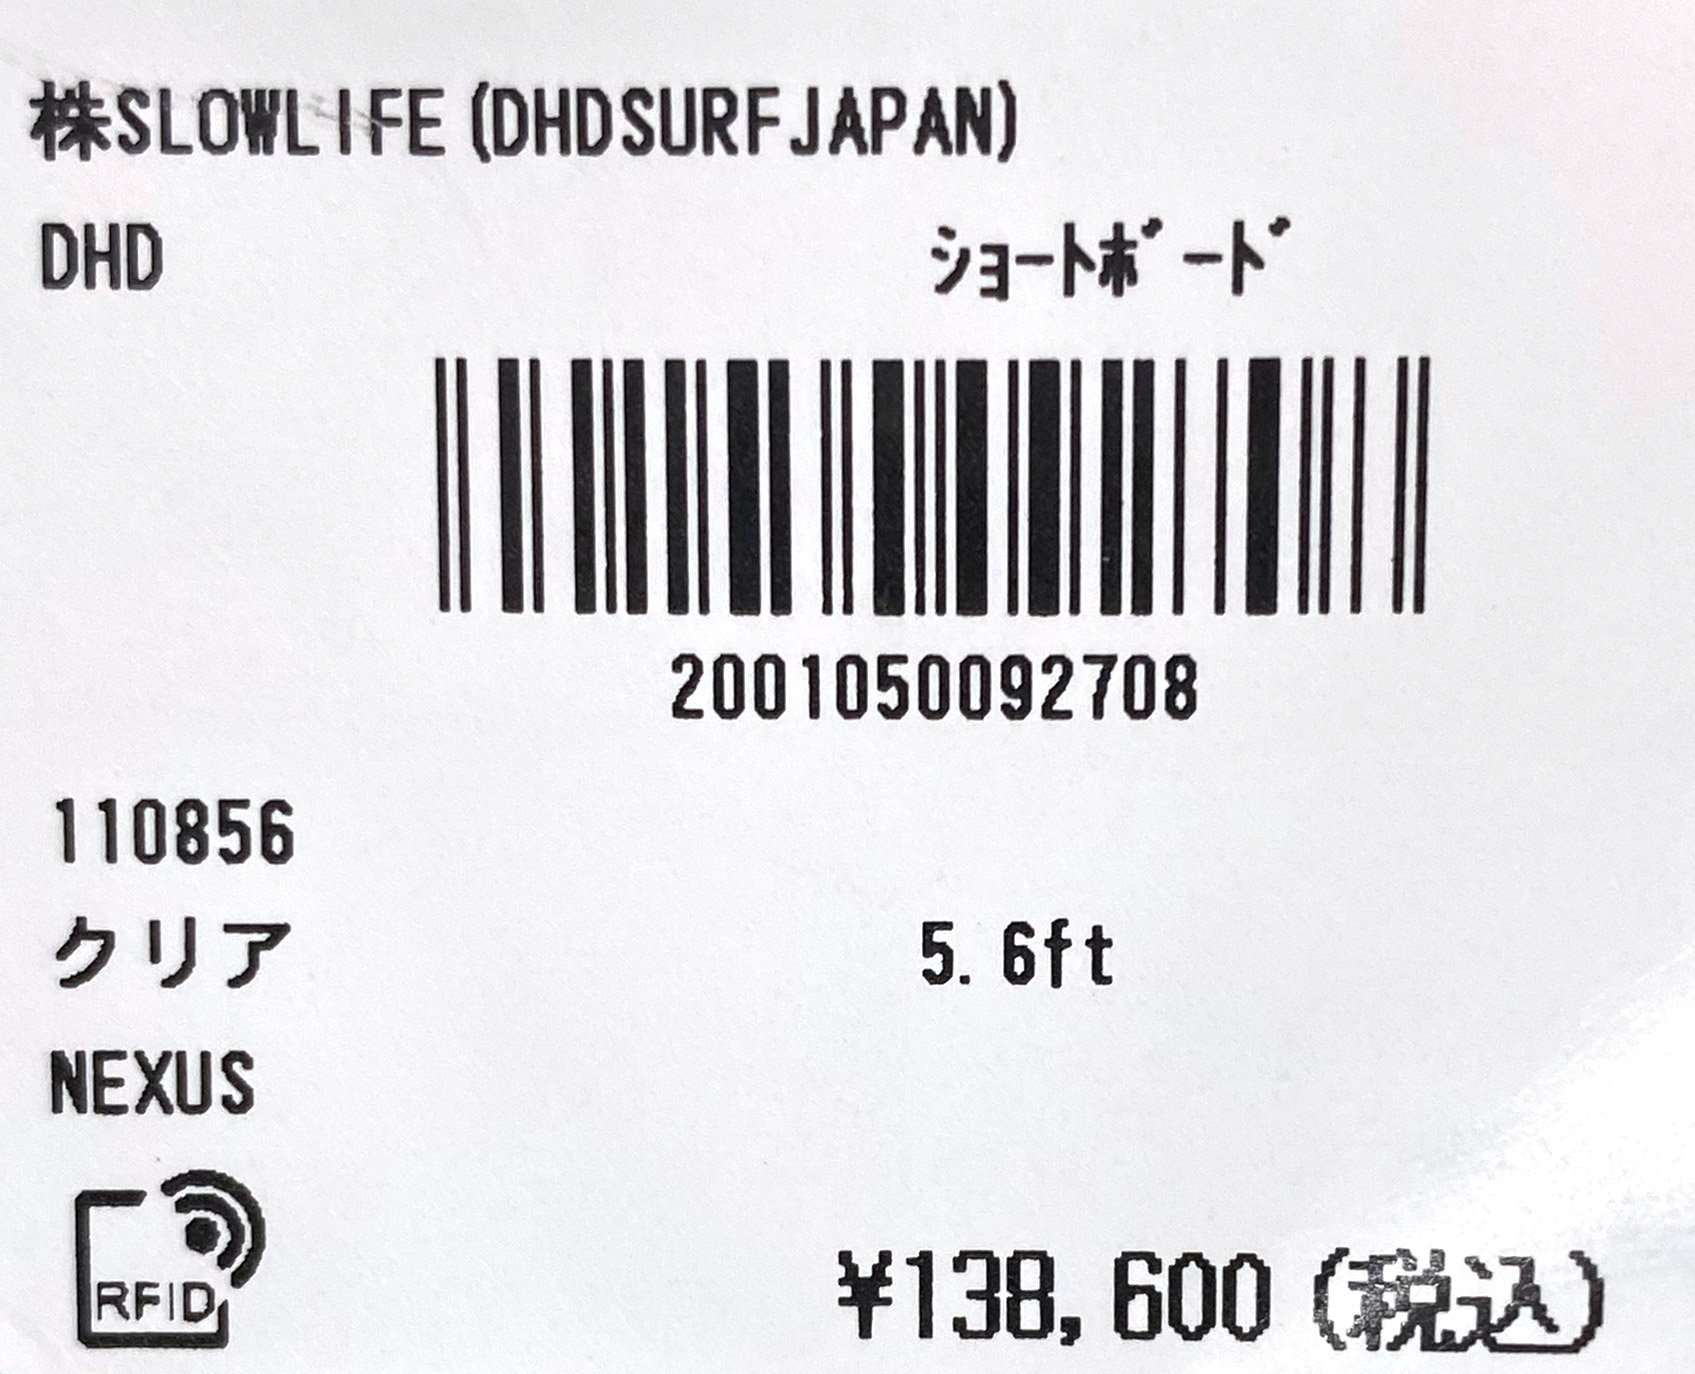 株SLOWLIFE(DHDSURFJAPAN)
DHD ｼｮｰﾄﾎﾞｰﾄﾞ
2001050092708
110856
クリア 5.6ft
NEXUS
RFID
¥138,600(税込)